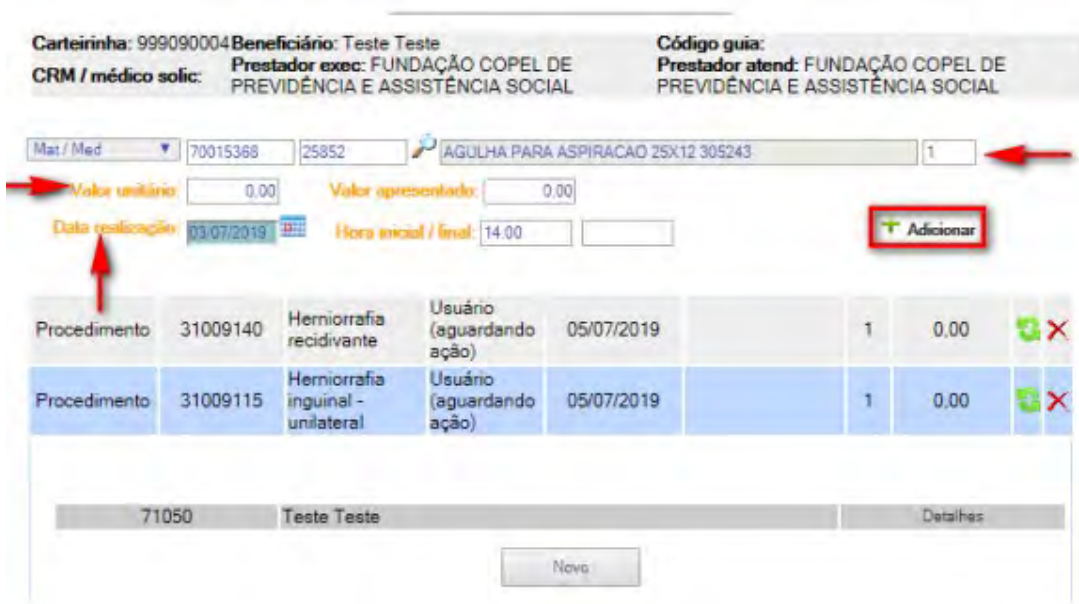 Carteirinha: 999090004 Beneficiário: Teste Teste Código guia:
CRM / médico solic: Prestador exec: FUNDAÇÃO COPEL DE PREVIDÊNCIA E ASSISTÊNCIA SOCIAL Prestador atend: FUNDAÇÃO COPEL DE PREVIDÊNCIA E ASSISTÊNCIA SOCIAL
Mat / Med 70015368 25852 AGULHA PARA ASPIRACAO 25X12 305243 1
Valor unitário: 0.00 Valor apresentado: 0.00
Data realização: 03/07/2019 Hora inicial / final: 14:00 Adicionar
Procedimento 31009140 Herniorrafia recidivante Usuário (aguardando ação) 05/07/2019 1 0.00
Procedimento 31009115 Herniorrafia inguinal - unilateral Usuário (aguardando ação) 05/07/2019 1 0.00
71050 Teste Teste Detalhes
Novo